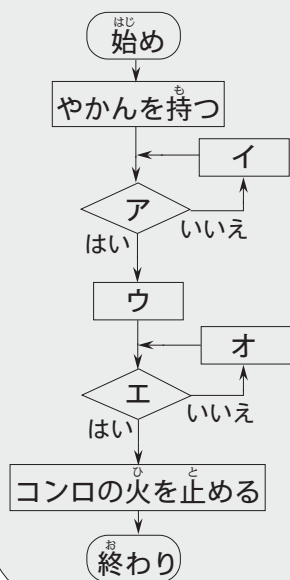 始め
やかんを持つ
イ
ア
はい
いいえ
ウ
オ
エ
はい
いいえ
コンロの火を止める
終わり